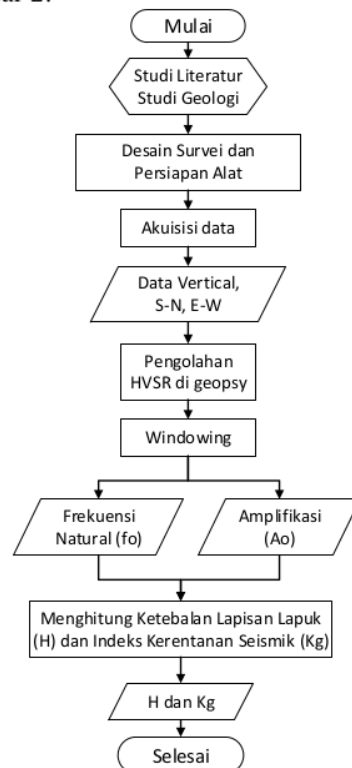 Mulai
Studi Literatur
Studi Geologi
Desain Survei dan
Persiapan Alat
Akuisisi data
Data Vertical,
S-N, E-W
Pengolahan
HVSR di geopsy
Windowing
Frekuensi
Natural (fo)
Amplifikasi
(Ao)
Menghitung Ketebalan Lapisan Lapuk
(H) dan Indeks Kerentanan Seismik (Kg)
H dan Kg
Selesai